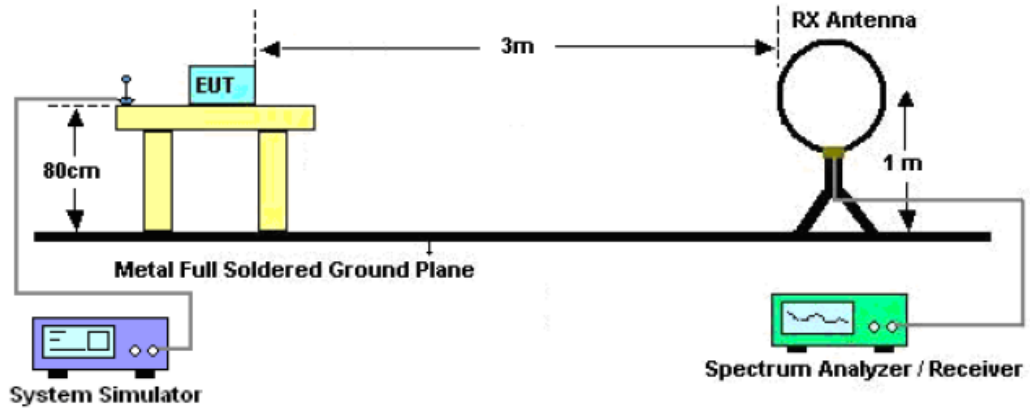 RX Antenna
3m
EUT
80cm
1 m
Metal Full Soldered Ground Plane
System Simulator
Spectrum Analyzer / Receiver